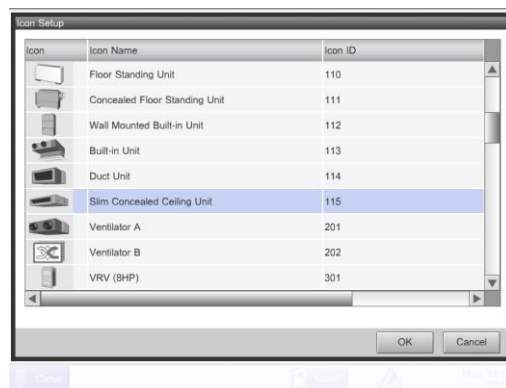 Icon Setup
Icon Icon Name Icon ID
Floor Standing Unit 110
Concealed Floor Standing Unit 111
Wall Mounted Built-in Unit 112
Built-in Unit 113
Duct Unit 114
Slim Concealed Ceiling Unit 115
Ventilator A 201
Ventilator B 202
VRV (8HP) 301
OK Cancel